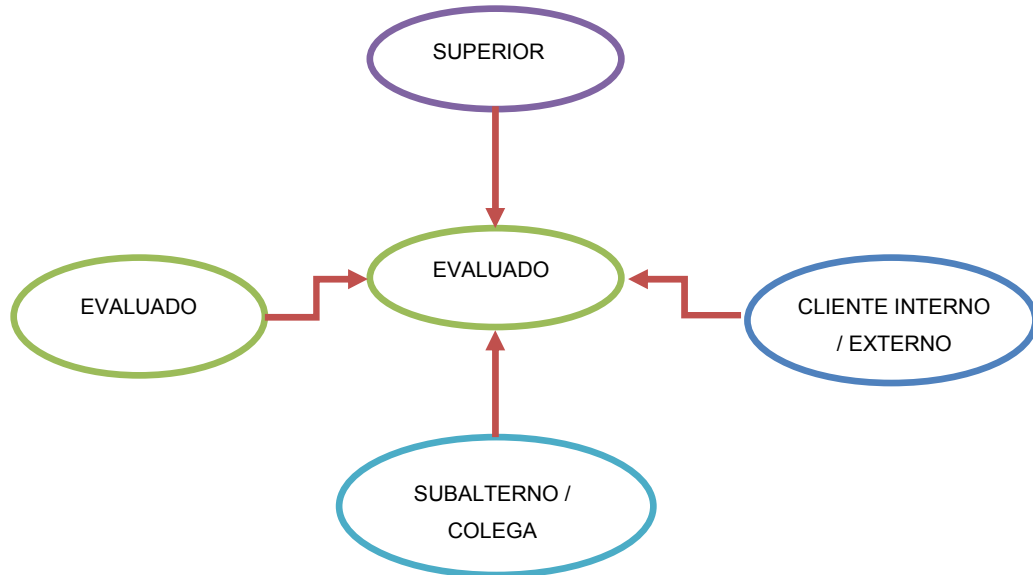 SUPERIOR
EVALUADO
EVALUADO
CLIENTE INTERNO
/ EXTERNO
SUBALTERNO /
COLEGA